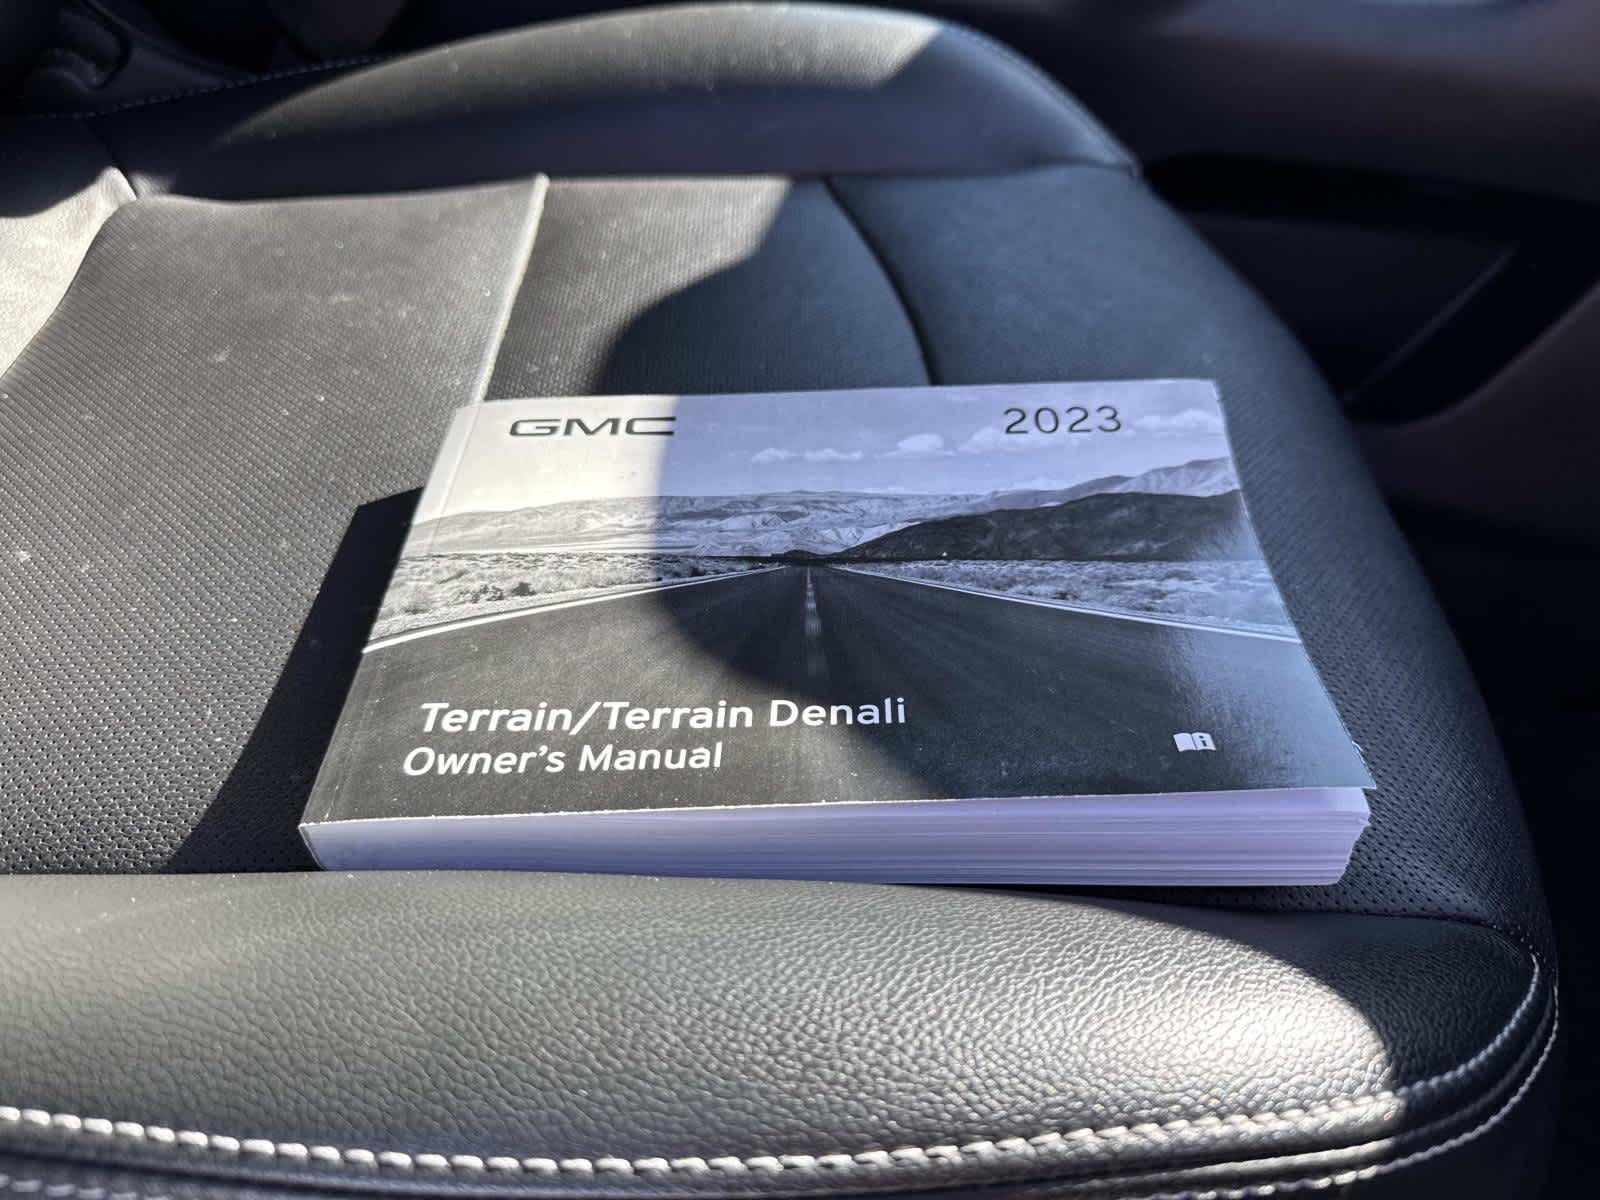 GMC 2023
Terrain/Terrain Denali
Owner's Manual